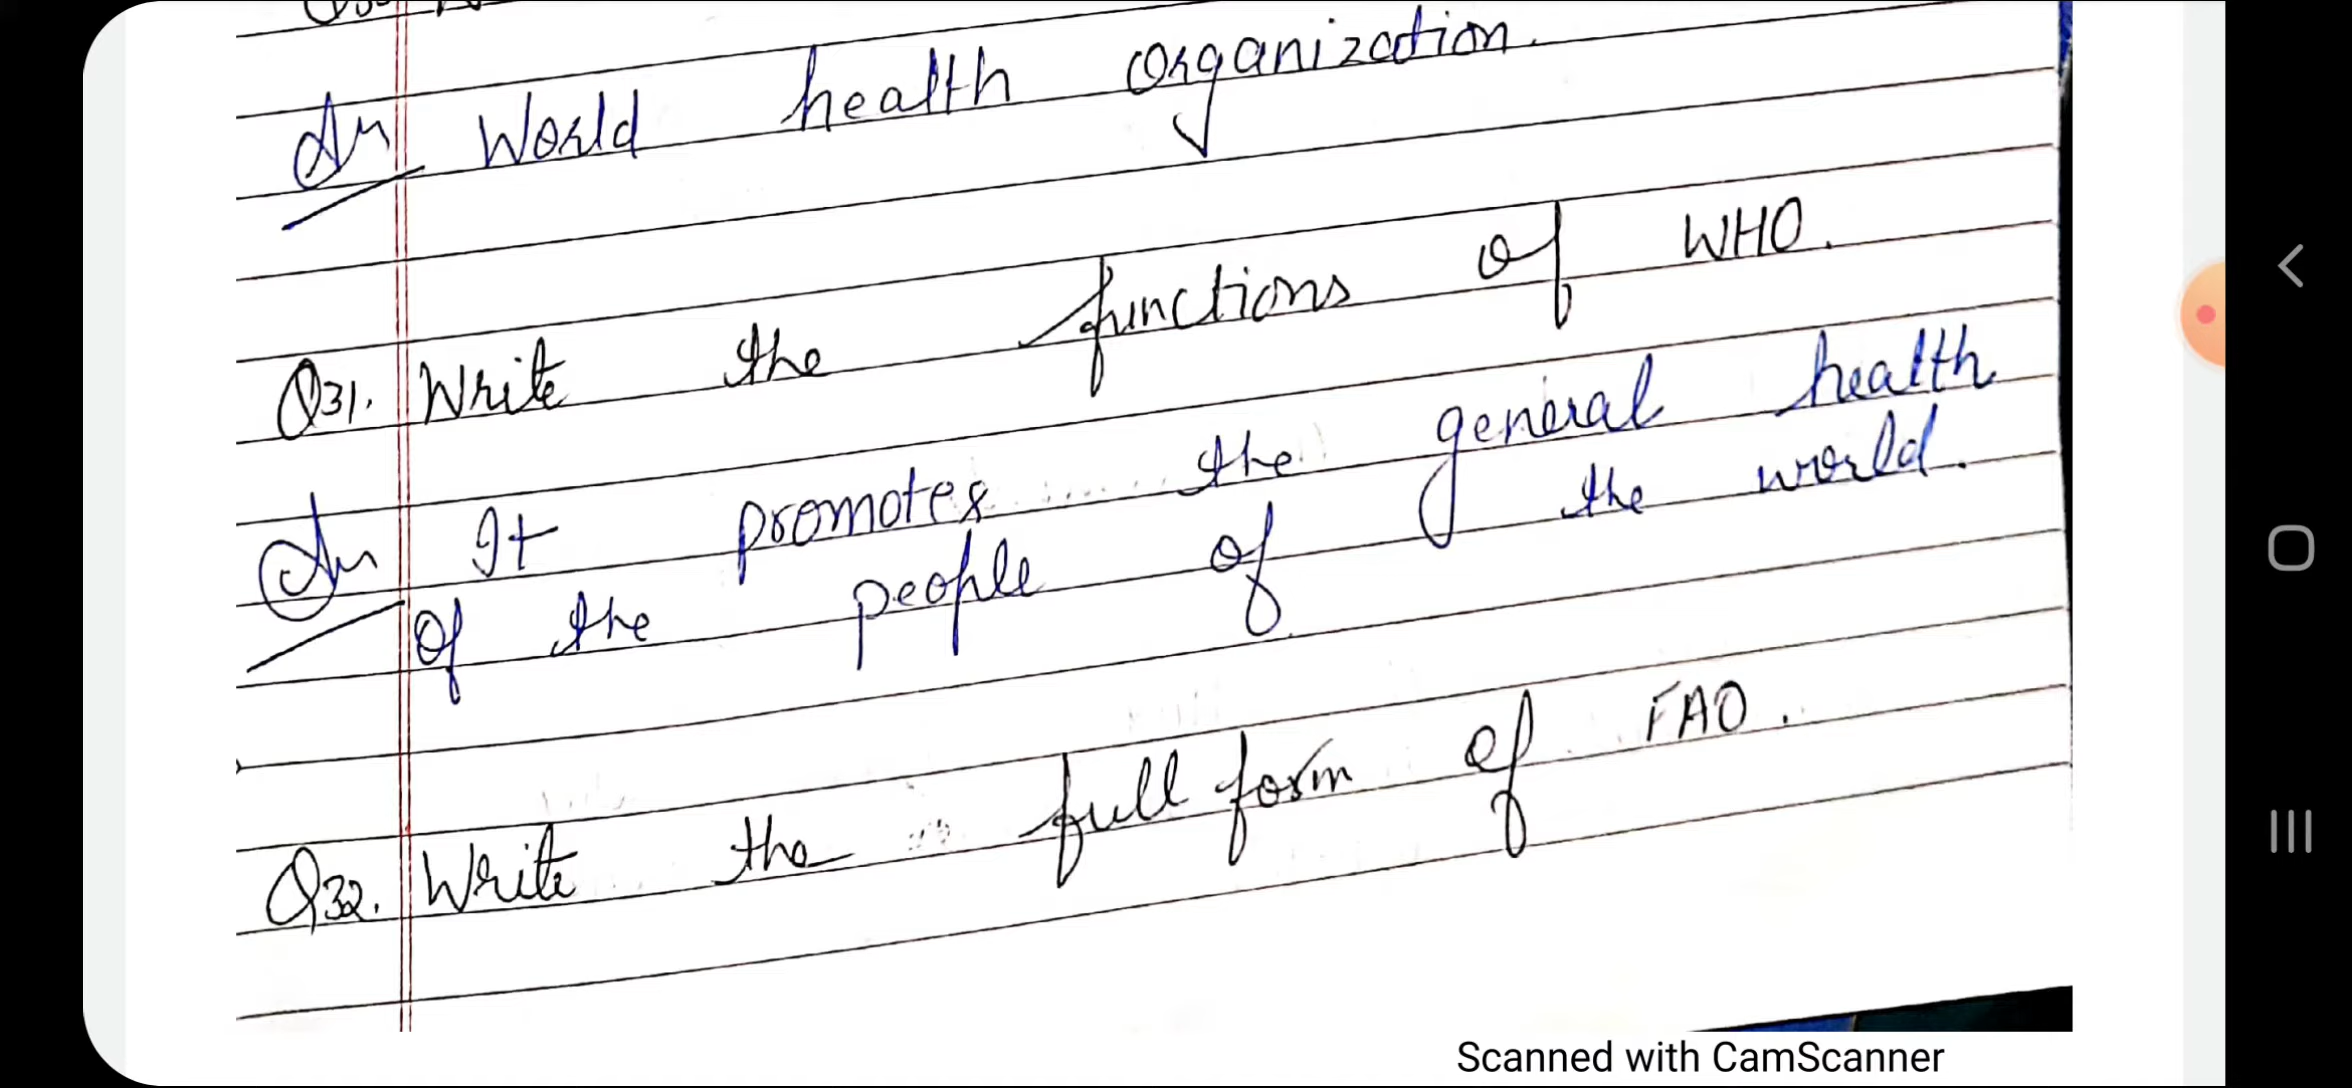 Ans World health organization.
Q31. Write the functions of WHO.
Ans It promotes the general health
of the people of the world.
Q32. Write the full form of FAO.
Scanned with CamScanner